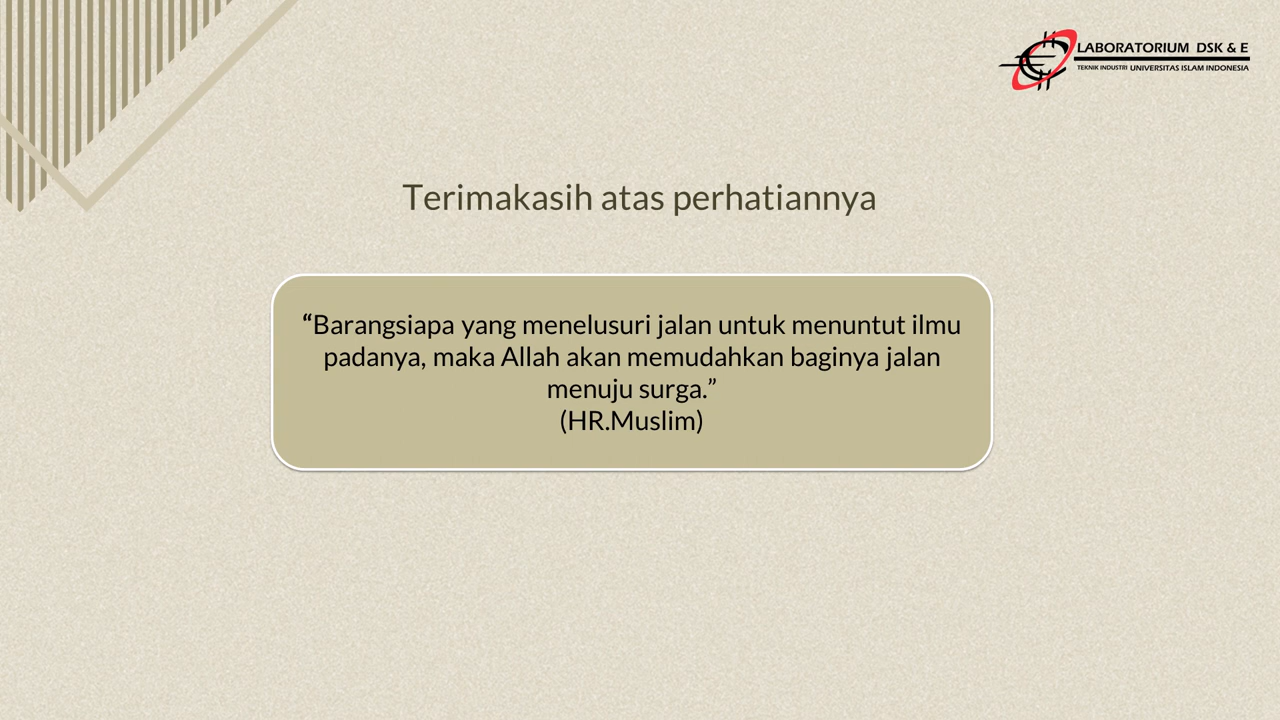 LABORATORIUM DSK & E
TEKNIK INDUSTRI UNIVERSITAS ISLAM INDONESIA
Terimakasih atas perhatiannya
“Barangsiapa yang menelusuri jalan untuk menuntut ilmu
padanya, maka Allah akan memudahkan baginya jalan
menuju surga.”
(HR.Muslim)